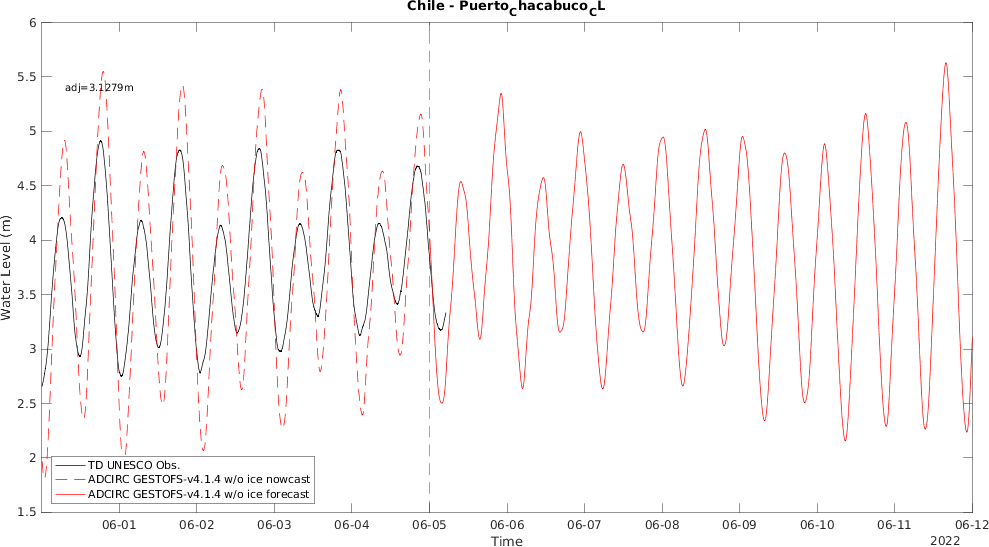 Chile - PuertoChacabucoCL
6
5.5
adj=3.1279m
5
4.5
4
3.5
3
2.5
2
1.5
Water Level (m)
TD UNESCO Obs.
ADCIRC GESTOFS-v4.1.4 w/o ice nowcast
ADCIRC GESTOFS-v4.1.4 w/o ice forecast
06-01 06-02 06-03 06-04 06-05 06-06 06-07 06-08 06-09 06-10 06-11 06-12
Time
2022